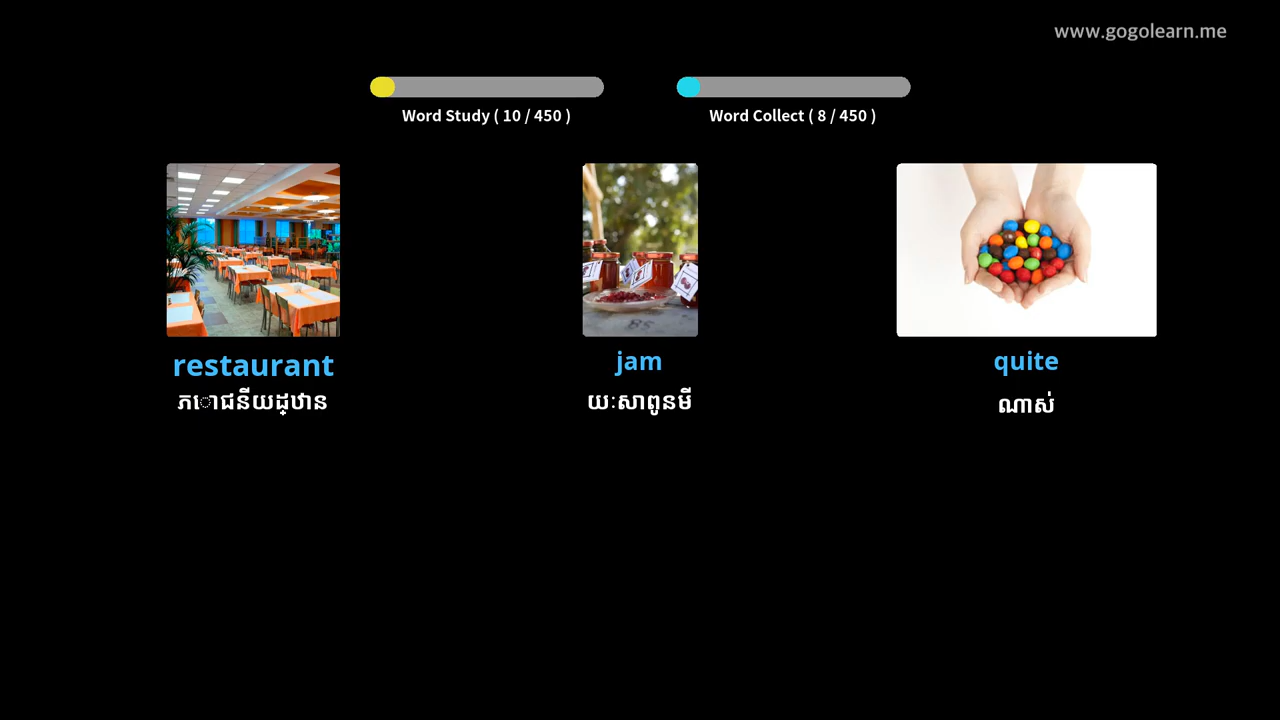 www.gogolearn.me
Word Study ( 10 / 450 )
Word Collect ( 8 / 450 )
restaurant
jam
quite
ភោជនីយដ្ឋាន
យៈសាពូនមី
ណាស់